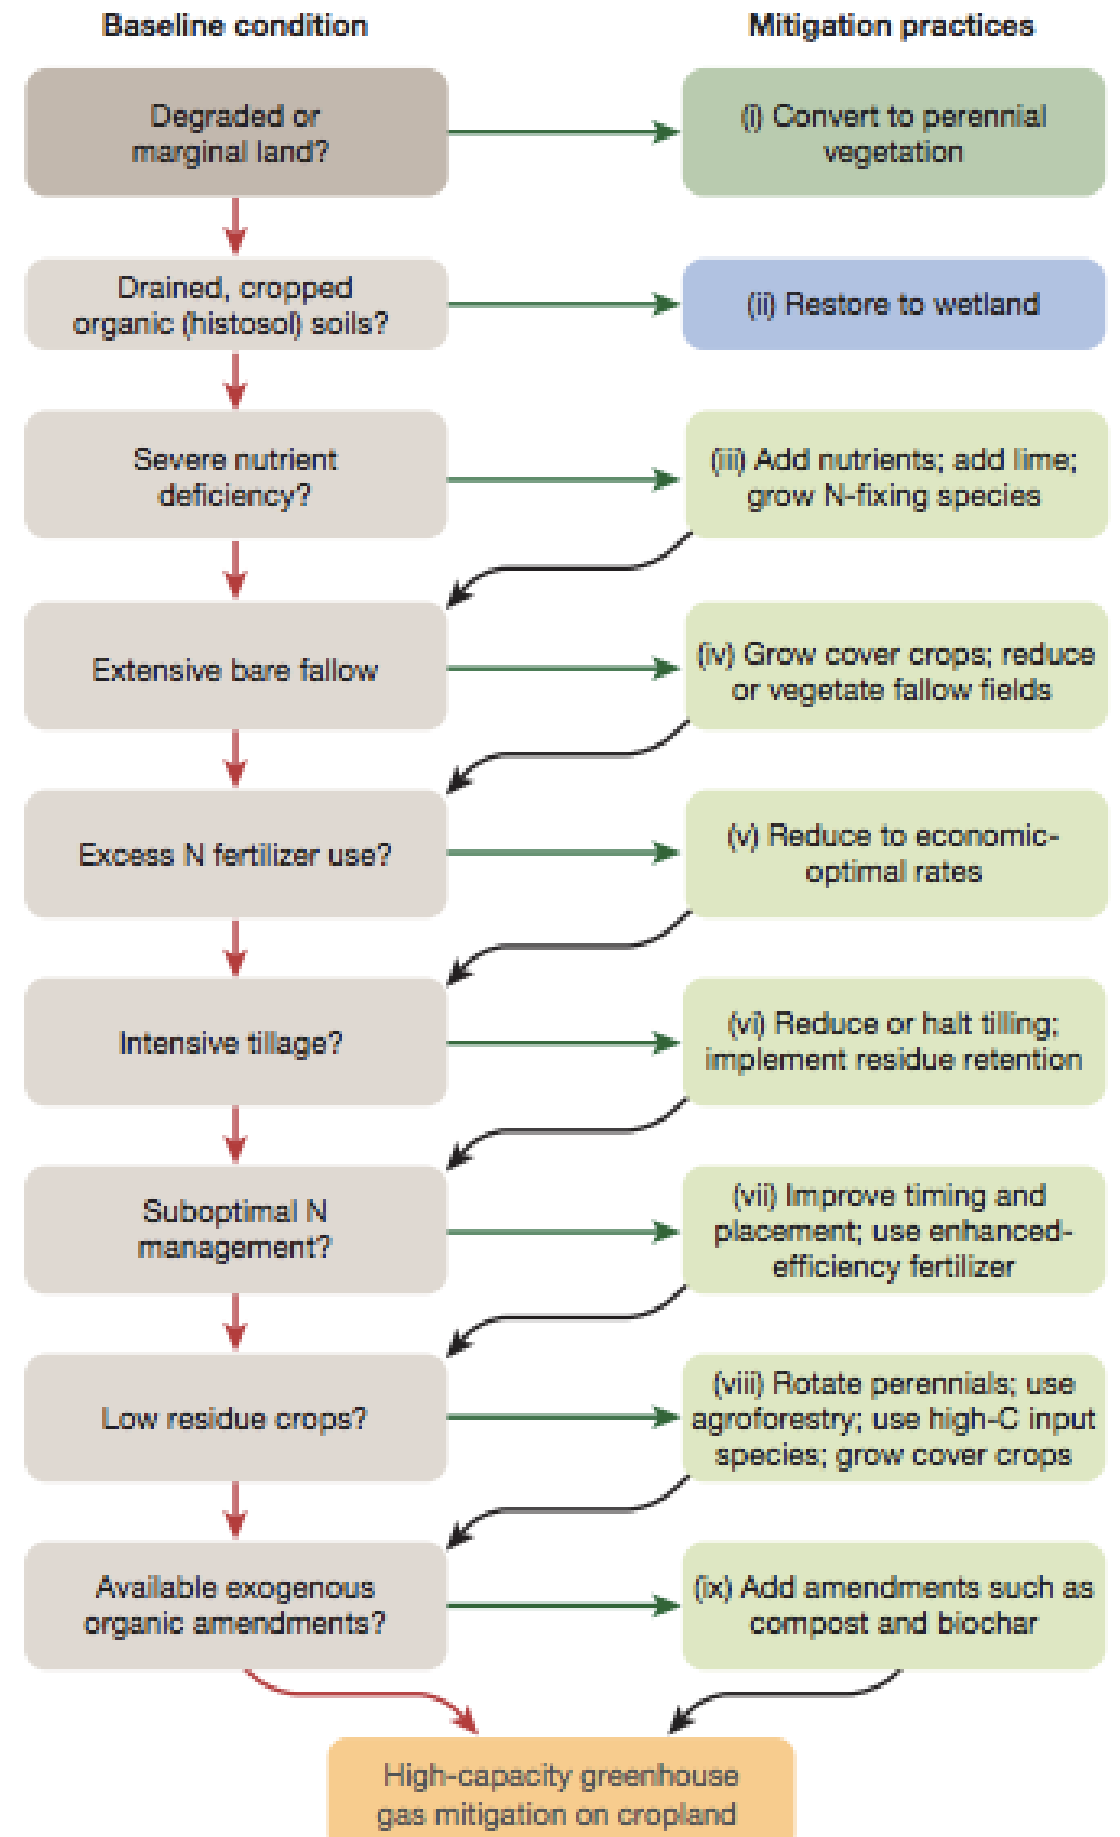 Baseline condition
Mitigation practices
Degraded or
marginal land?
(i) Convert to perennial
vegetation
Drained, cropped
organic (histosol) soils?
(ii) Restore to wetland
Severe nutrient
deficiency?
(iii) Add nutrients; add lime;
grow N-fixing species
Extensive bare fallow
(iv) Grow cover crops; reduce
or vegetate fallow fields
Excess N fertilizer use?
(v) Reduce to economic-
optimal rates
Intensive tillage?
(vi) Reduce or halt tilling;
implement residue retention
Suboptimal N
management?
(vii) Improve timing and
placement; use enhanced-
efficiency fertilizer
Low residue crops?
(viii) Rotate perennials; use
agroforestry; use high-C input
species; grow cover crops
Available exogenous
organic amendments?
(ix) Add amendments such as
compost and biochar
High-capacity greenhouse
gas mitigation on cropland